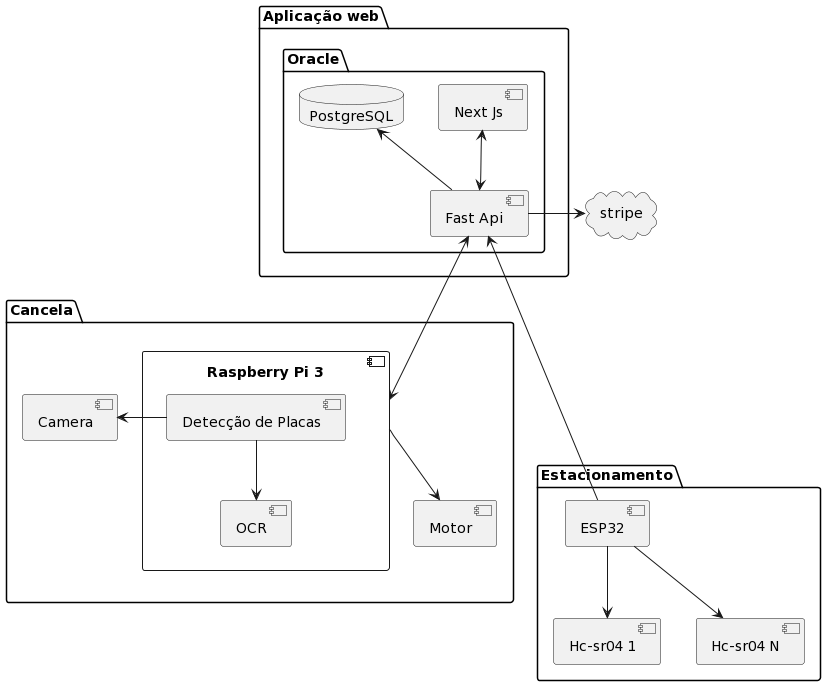 Aplicação web
Oracle
PostgreSQL
Next Js
Fast Api
stripe
Cancela
Raspberry Pi 3
Camera
Detecção de Placas
OCR
Motor
Estacionamento
ESP32
Hc-sr04 1
Hc-sr04 N